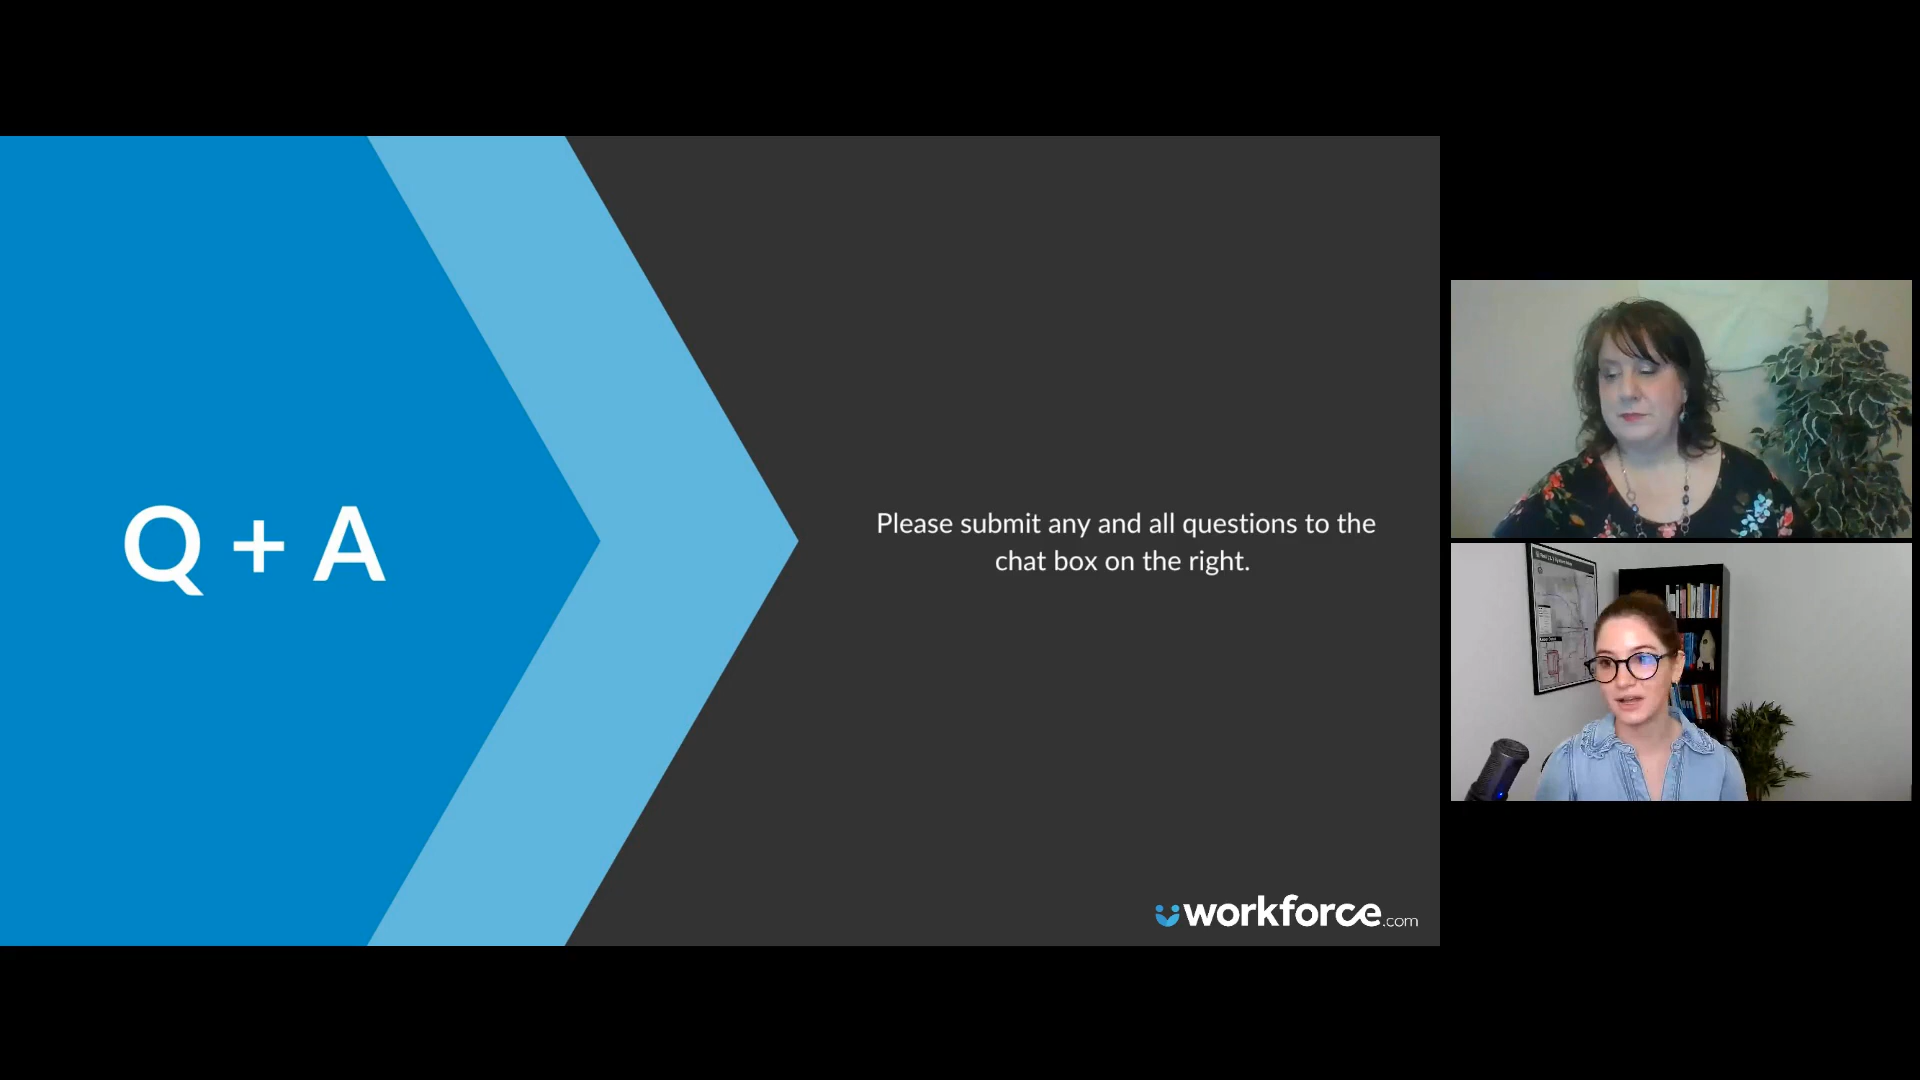 Q + A
Please submit any and all questions to the
chat box on the right.
workforce.com